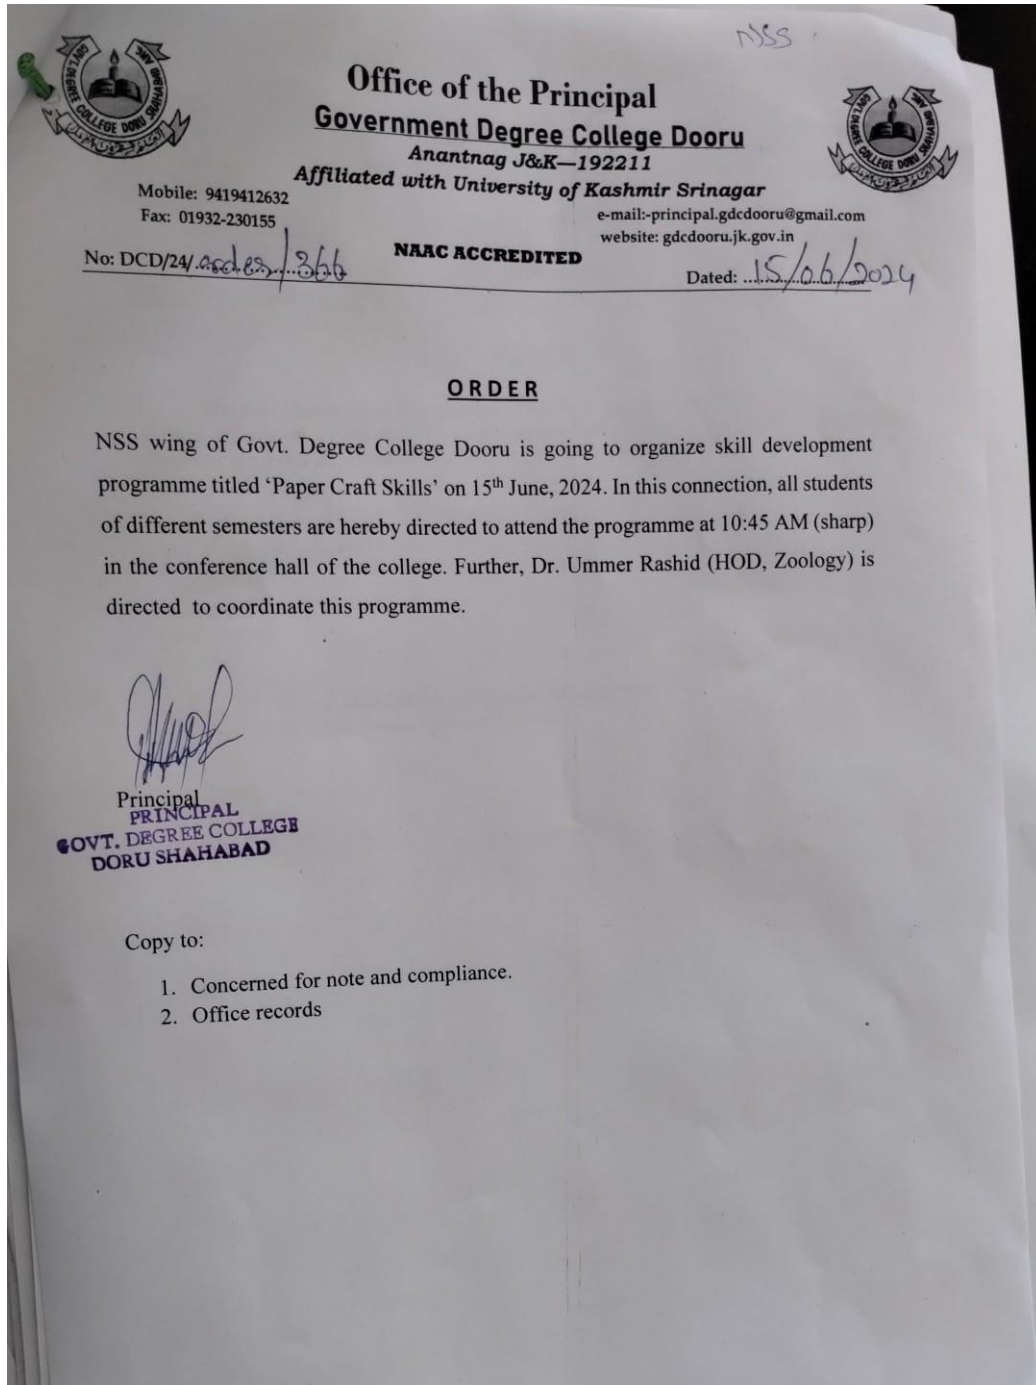 NSS
Office of the Principal
Government Degree College Dooru
Anantnag J&K—192211
Affiliated with University of Kashmir Srinagar
Mobile: 9419412632
Fax: 01932-230155
e-mail:-principal.gdcdooru@gmail.com
website: gdcdooru.jk.gov.in
NAAC ACCREDITED
No: DCD/24/.order/366
Dated: 15/06/2024
ORDER
NSS wing of Govt. Degree College Dooru is going to organize skill development
programme titled ‘Paper Craft Skills’ on 15th June, 2024. In this connection, all students
of different semesters are hereby directed to attend the programme at 10:45 AM (sharp)
in the conference hall of the college. Further, Dr. Ummer Rashid (HOD, Zoology) is
directed to coordinate this programme.
Principal
PRINCIPAL
GOVT. DEGREE COLLEGE
DORU SHAHABAD
Copy to:
1. Concerned for note and compliance.
2. Office records